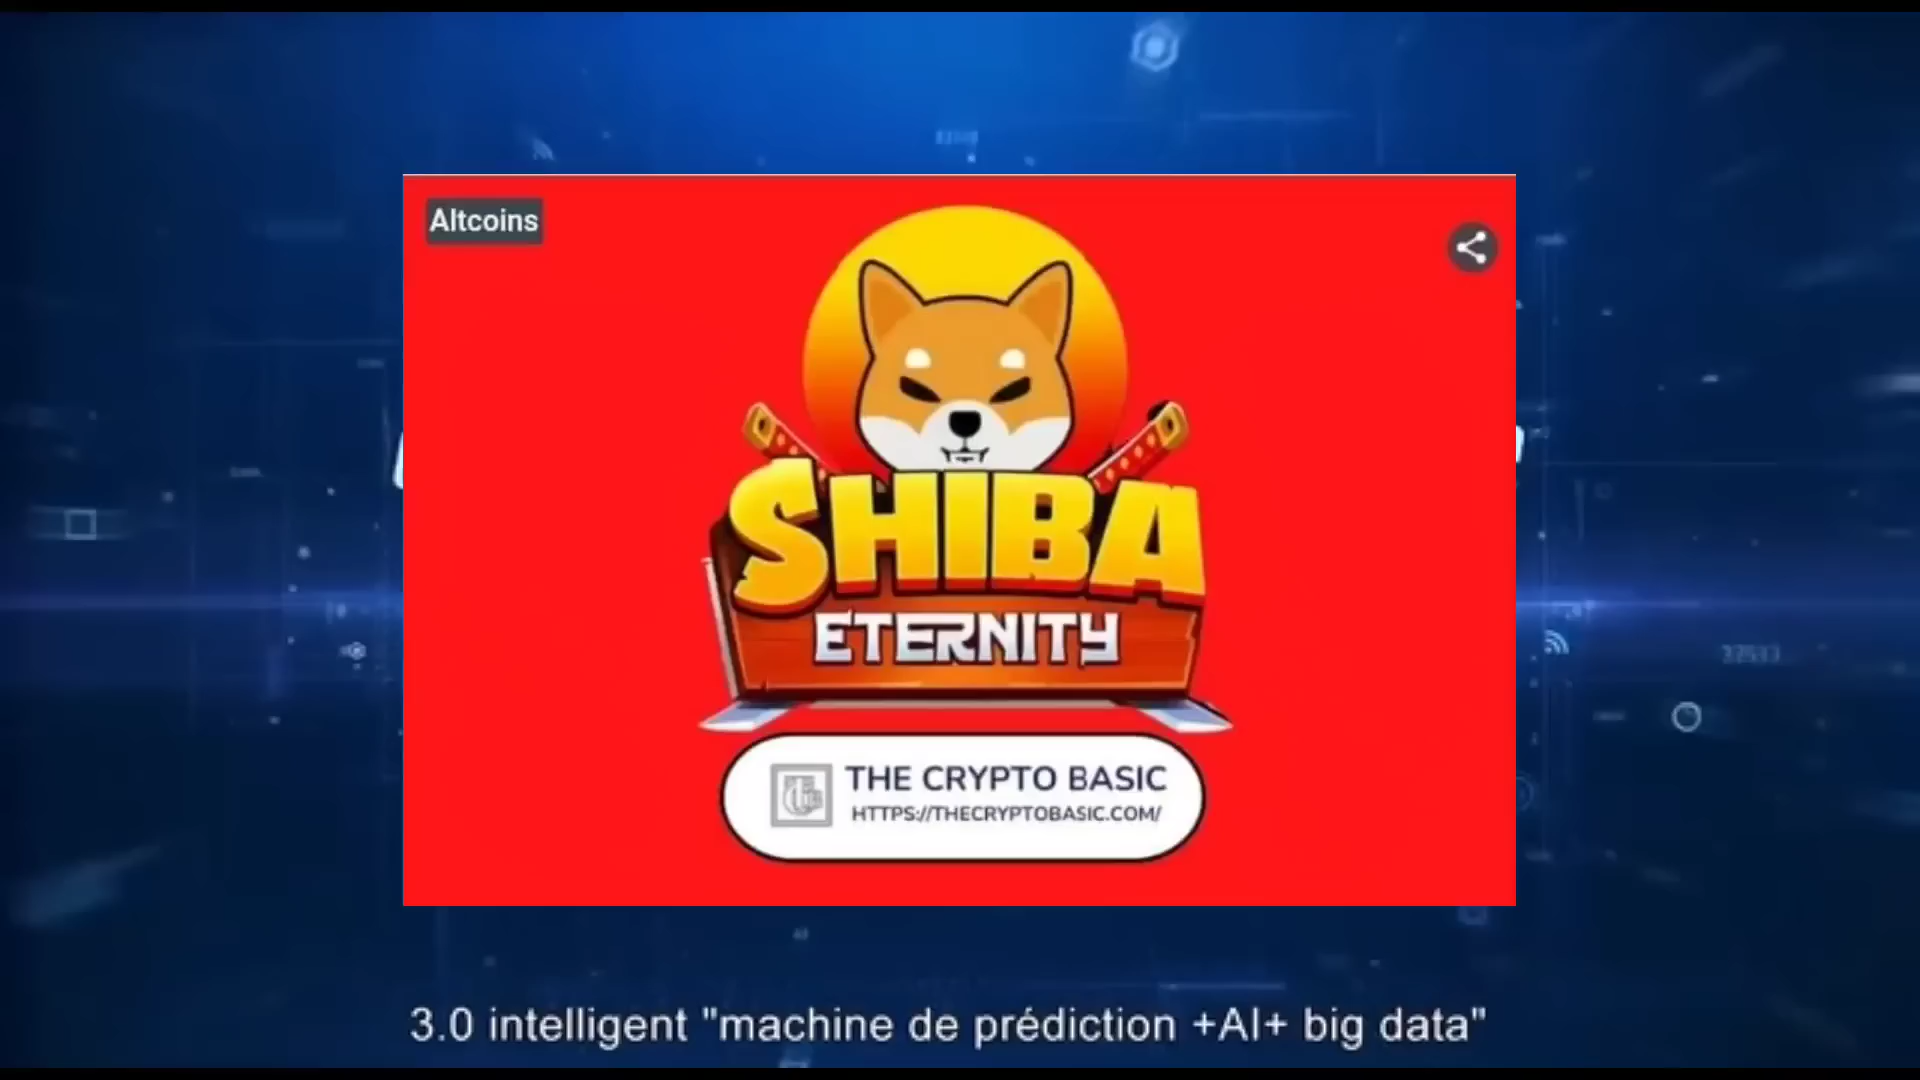 Altcoins
SHIBA
ETERNITY
THE CRYPTO BASIC
HTTPS://THECRYPTOBASIC.COM/
3.0 intelligent "machine de prédiction +AI+ big data"